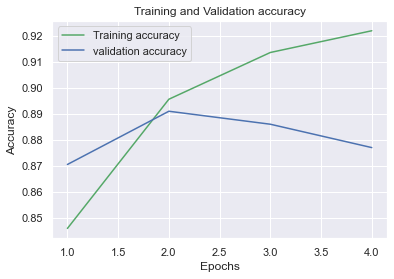 Training and Validation accuracy
Training accuracy
validation accuracy
Accuracy
0.92
0.91
0.90
0.89
0.88
0.87
0.86
0.85
1.0 1.5 2.0 2.5 3.0 3.5 4.0
Epochs